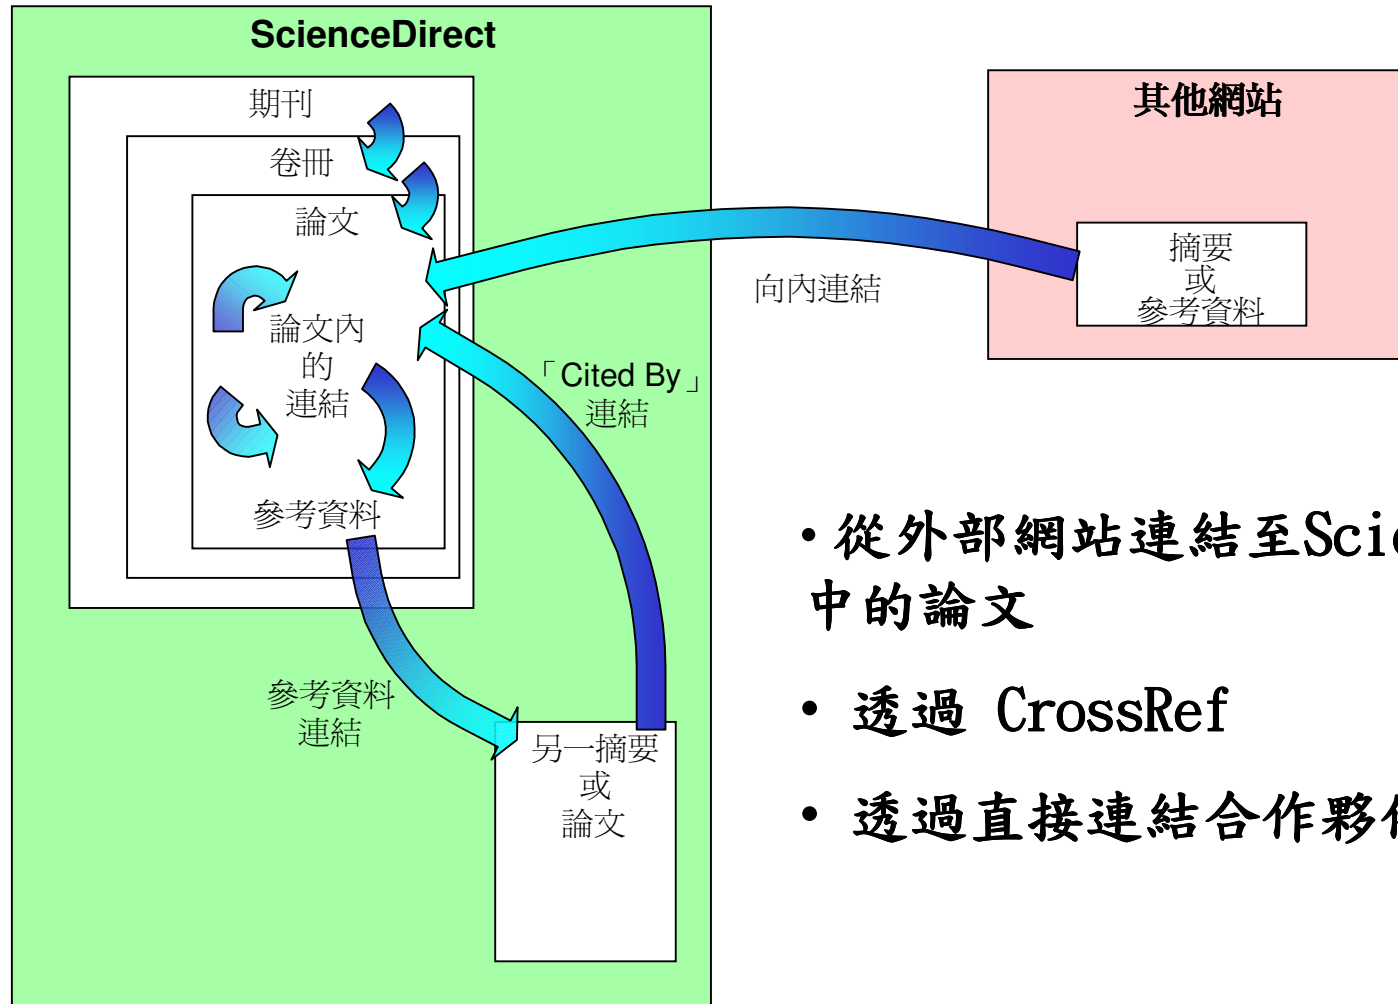 ScienceDirect
期刊
卷冊
論文
論文內
的
連結
參考資料
「Cited By」
連結
參考資料
連結
另一摘要
或
論文
向內連結
其他網站
摘要
或
參考資料
•從外部網站連結至Sci
中的論文
• 透過 CrossRef
• 透過直接連結合作夥